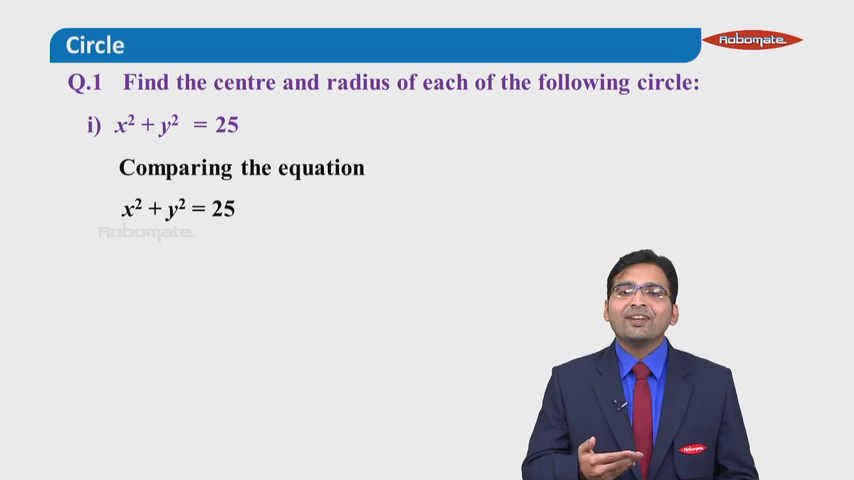 Circle
Robomate
Q.1 Find the centre and radius of each of the following circle:
i) x² + y² = 25
Comparing the equation
x² + y² = 25
Robomate
Robomate